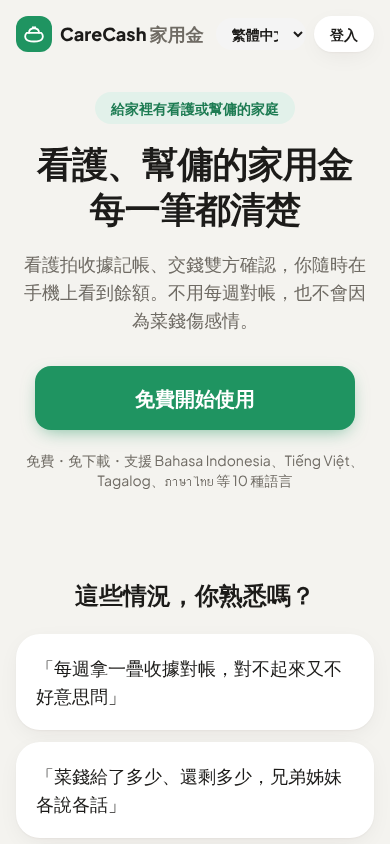 CareCash 家用金
繁體中文
登入
給家裡有看護或幫傭的家庭
看護、幫傭的家用金
每一筆都清楚
看護拍收據記帳、交錢雙方確認，你隨時在
手機上看到餘額。不用每週對帳，也不會因
為菜錢傷感情。
免費開始使用
免費・免下載・支援 Bahasa Indonesia、Tiếng Việt、
Tagalog、ภาษาไทย 等 10 種語言
這些情況，你熟悉嗎？
「每週拿一疊收據對帳，對不起來又不
好意思問」
「菜錢給了多少、還剩多少，兄弟姊妹
各說各話」